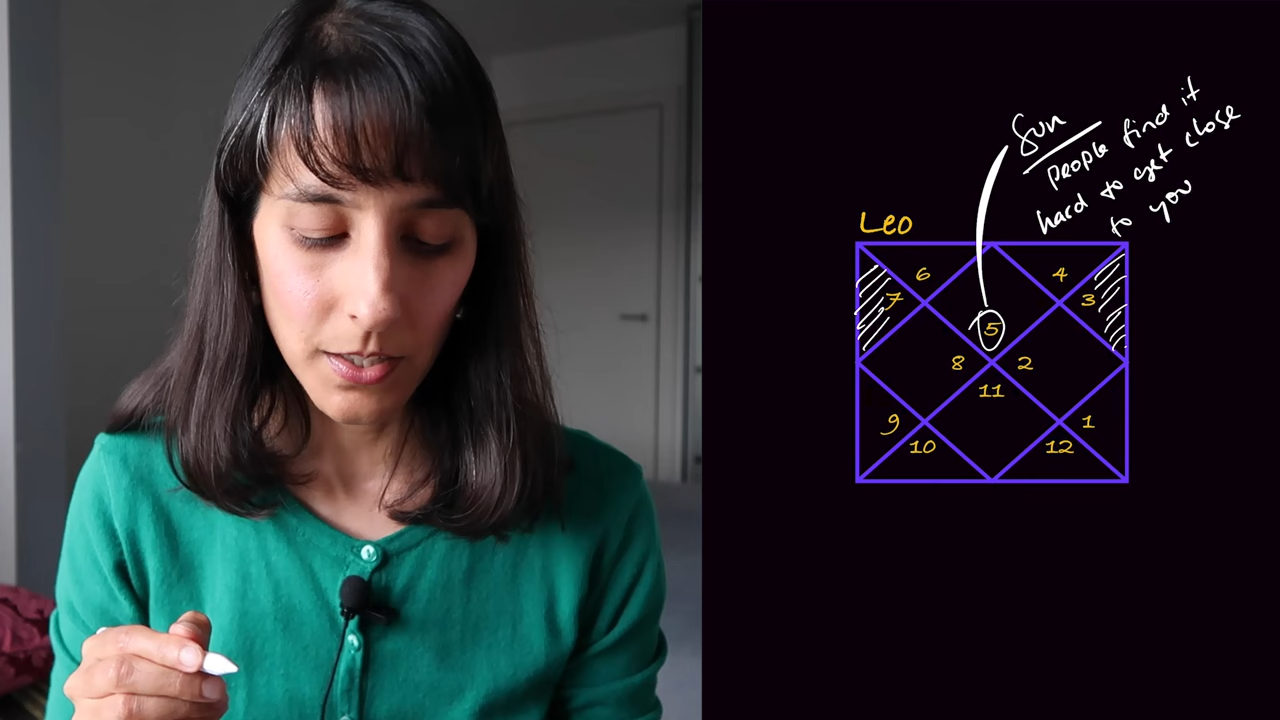 Sun
people find it
hard to get close
to you
Leo
6 4
7 3
5
8 2
11
9 1
10 12